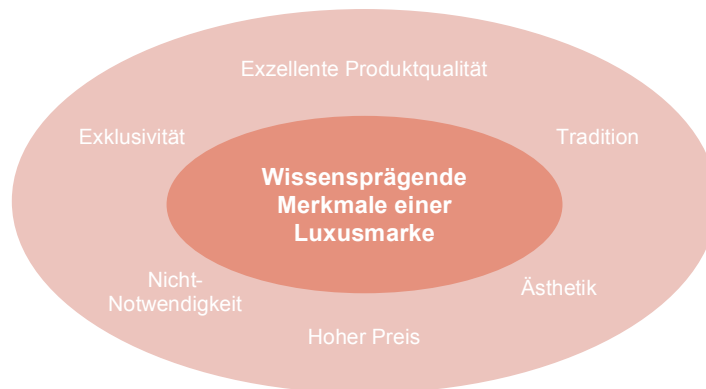 Exzellente Produktqualität
Exklusivität
Tradition
Wissensprägende
Merkmale einer
Luxusmarke
Nicht-
Notwendigkeit
Ästhetik
Hoher Preis